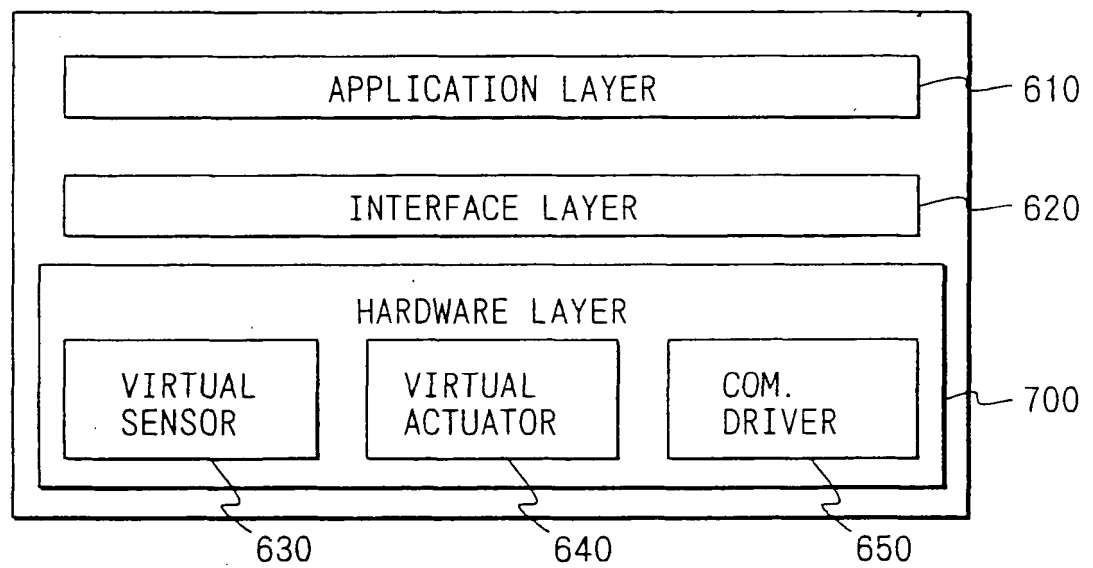 APPLICATION LAYER
610
INTERFACE LAYER
620
HARDWARE LAYER
VIRTUAL
SENSOR
VIRTUAL
ACTUATOR
COM.
DRIVER
700
630
640
650